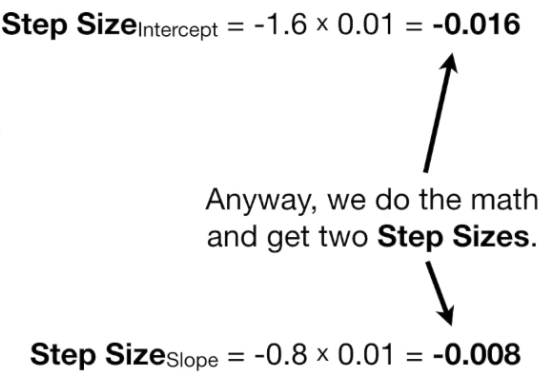 Step SizeIntercept = -1.6 × 0.01 = -0.016
Anyway, we do the math
and get two Step Sizes.
Step SizeSlope = -0.8 × 0.01 = -0.008